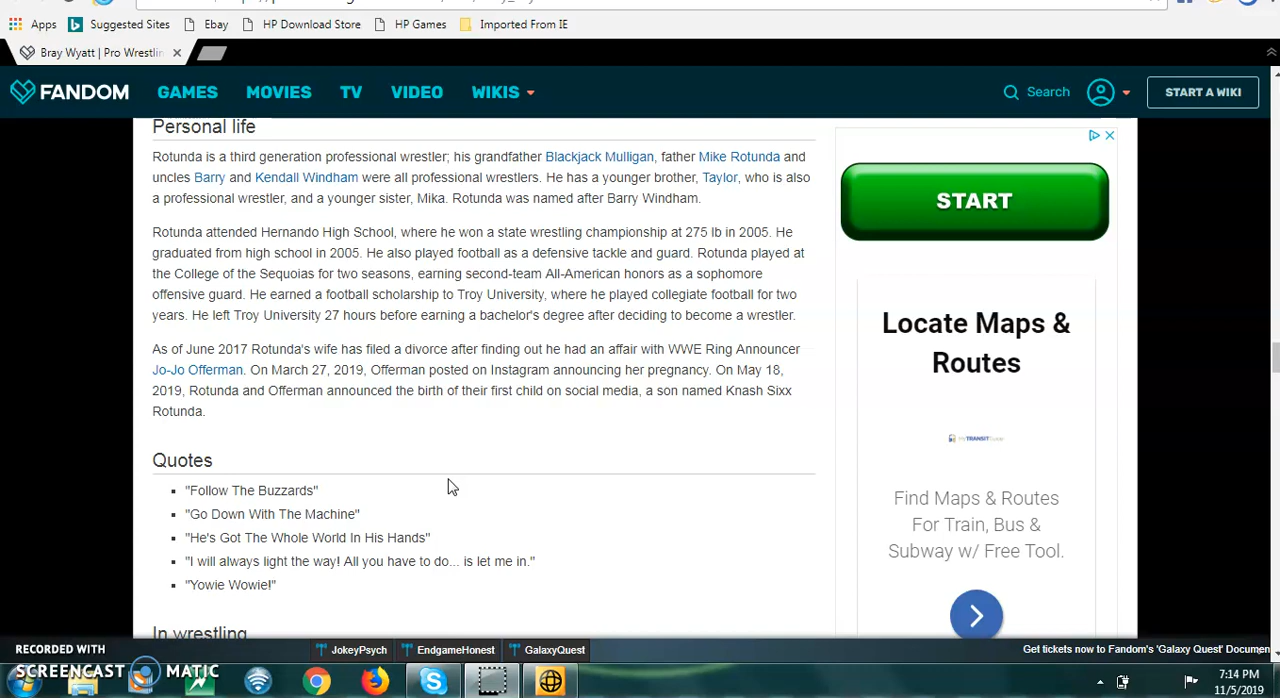 Apps Suggested Sites Ebay HP Download Store HP Games Imported From IE
Bray Wyatt | Pro Wrestlin
FANDOM GAMES MOVIES TV VIDEO WIKIS Search START A WIKI
Personal life
Rotunda is a third generation professional wrestler; his grandfather Blackjack Mulligan, father Mike Rotunda and
uncles Barry and Kendall Windham were all professional wrestlers. He has a younger brother, Taylor, who is also
a professional wrestler, and a younger sister, Mika. Rotunda was named after Barry Windham.
Rotunda attended Hernando High School, where he won a state wrestling championship at 275 lb in 2005. He
graduated from high school in 2005. He also played football as a defensive tackle and guard. Rotunda played at
the College of the Sequoias for two seasons, earning second-team All-American honors as a sophomore
offensive guard. He earned a football scholarship to Troy University, where he played collegiate football for two
years. He left Troy University 27 hours before earning a bachelor's degree after deciding to become a wrestler.
As of June 2017 Rotunda's wife has filed a divorce after finding out he had an affair with WWE Ring Announcer
Jo-Jo Offerman. On March 27, 2019, Offerman posted on Instagram announcing her pregnancy. On May 18,
2019, Rotunda and Offerman announced the birth of their first child on social media, a son named Knash Sixx
Rotunda.
Quotes
"Follow The Buzzards"
"Go Down With The Machine"
"He's Got The Whole World In His Hands"
"I will always light the way! All you have to do... is let me in."
"Yowie Wowie!"
In wrestling
START
Locate Maps &
Routes
Find Maps & Routes
For Train, Bus &
Subway w/ Free Tool.
JokeyPsych EndgameHonest GalaxyQuest Get tickets now to Fandom's 'Galaxy Quest' Documen
RECORDED WITH
SCREENCAST MATIC
7:14 PM
11/5/2019